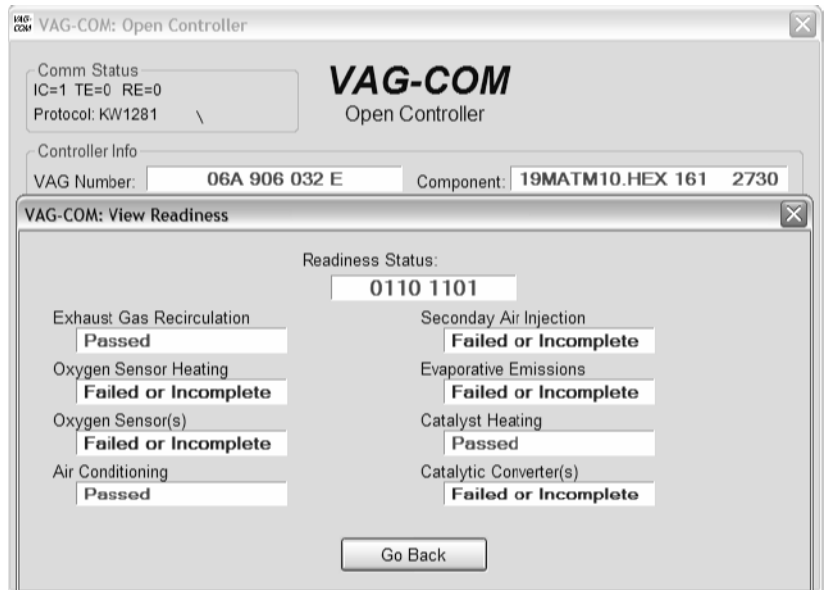 VAG-COM VAG-COM: Open Controller
Comm Status
IC=1 TE=0 RE=0
Protocol: KW1281 \
VAG-COM
Open Controller
Controller Info
VAG Number: 06A 906 032 E Component: 19MATM10.HEX 161 2730
VAG-COM: View Readiness
Readiness Status:
0110 1101
Exhaust Gas Recirculation
Passed
Oxygen Sensor Heating
Failed or Incomplete
Oxygen Sensor(s)
Failed or Incomplete
Air Conditioning
Passed
Seconday Air Injection
Failed or Incomplete
Evaporative Emissions
Failed or Incomplete
Catalyst Heating
Passed
Catalytic Converter(s)
Failed or Incomplete
Go Back